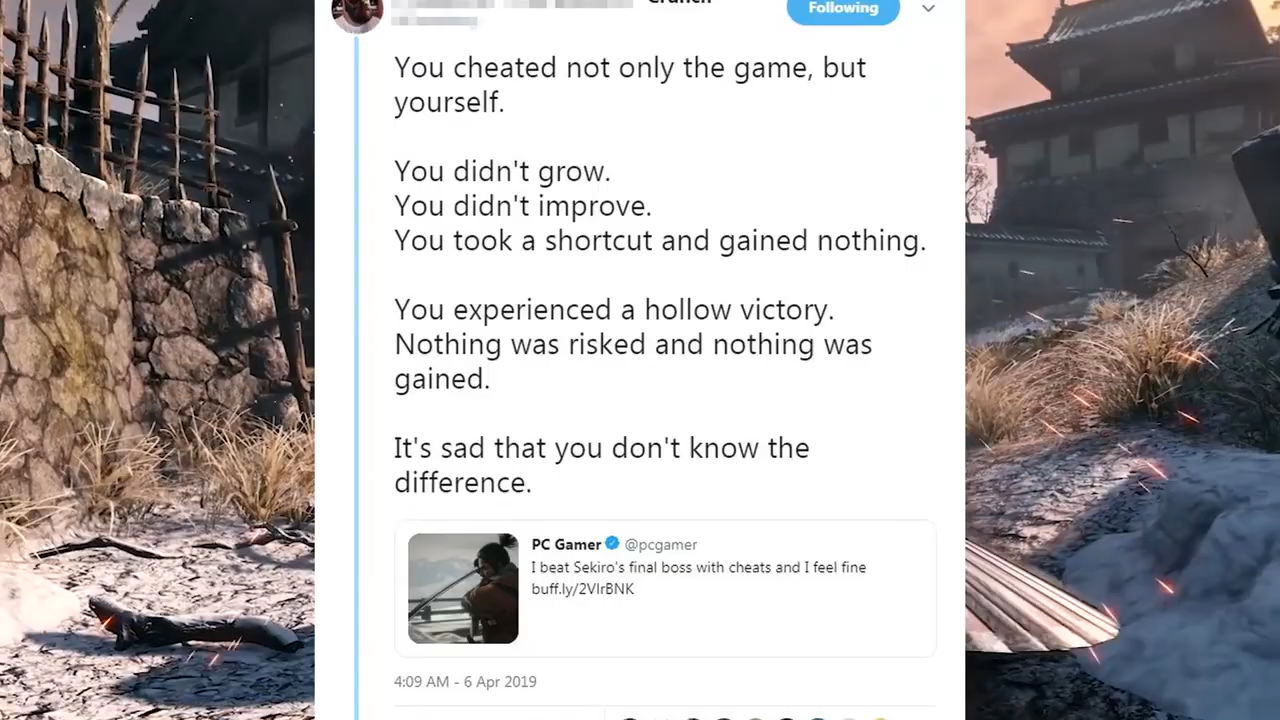 Following
You cheated not only the game, but
yourself.
You didn't grow.
You didn't improve.
You took a shortcut and gained nothing.
You experienced a hollow victory.
Nothing was risked and nothing was
gained.
It's sad that you don't know the
difference.
PC Gamer @pcgamer
I beat Sekiro's final boss with cheats and I feel fine
buff.ly/2VIrBNK
4:09 AM - 6 Apr 2019